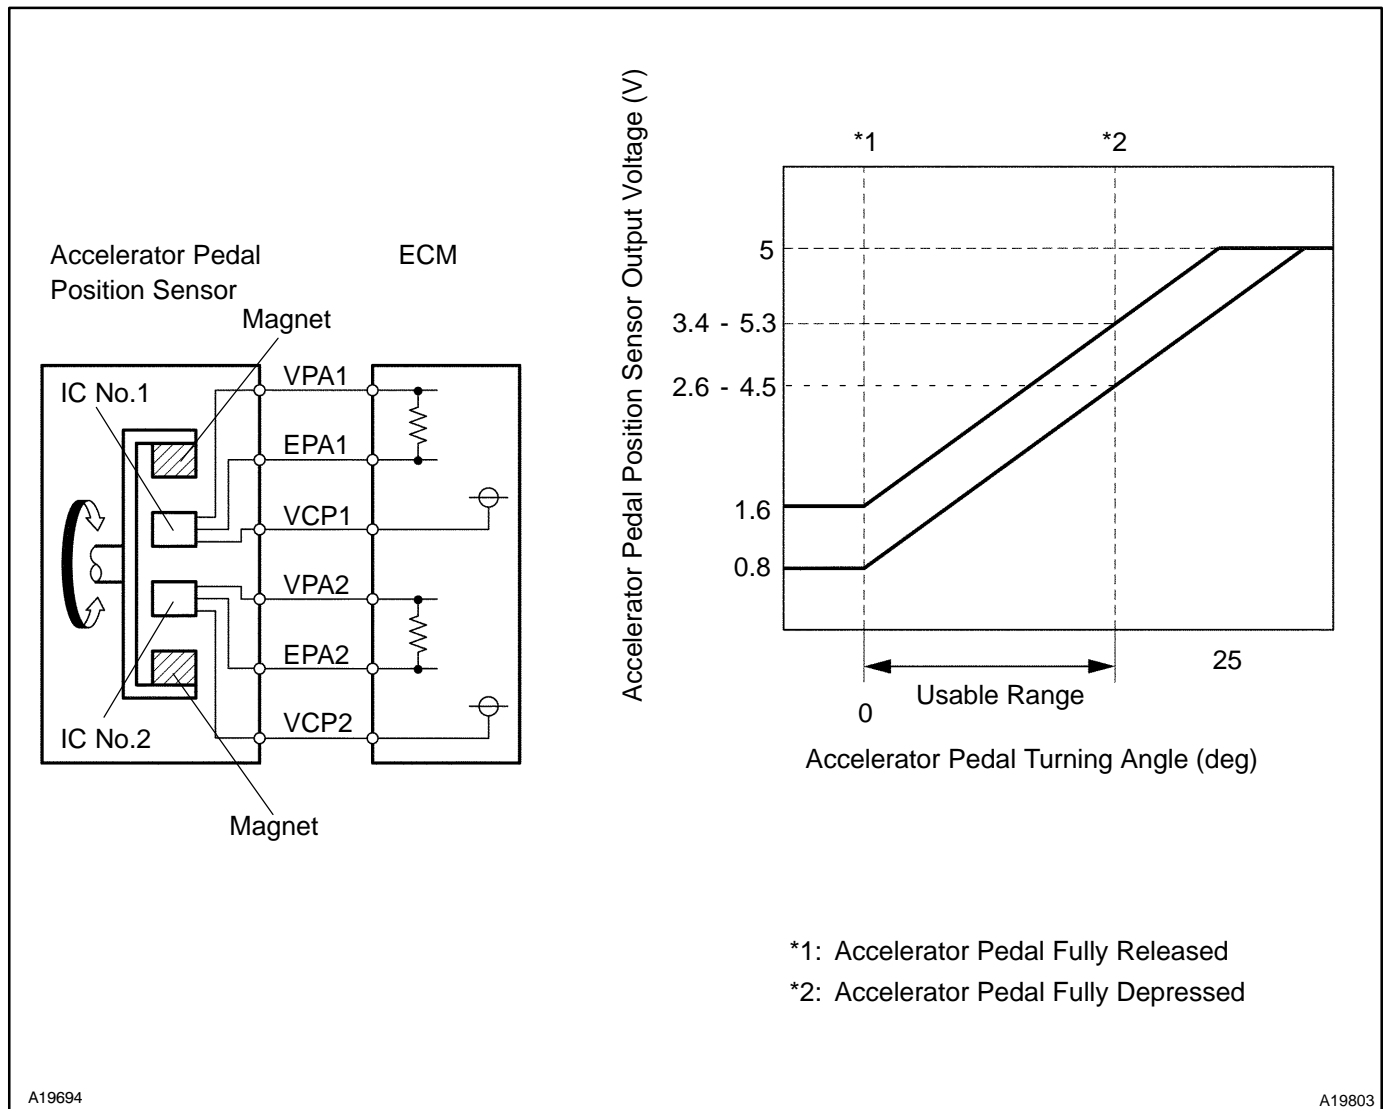 Accelerator Pedal
Position Sensor
ECM
Magnet
IC No.1
VPA1
EPA1
VCP1
VPA2
EPA2
VCP2
IC No.2
Magnet
Accelerator Pedal Position Sensor Output Voltage (V)
*1
*2
5
3.4 - 5.3
2.6 - 4.5
1.6
0.8
25
Usable Range
0
Accelerator Pedal Turning Angle (deg)
*1: Accelerator Pedal Fully Released
*2: Accelerator Pedal Fully Depressed
A19694
A19803